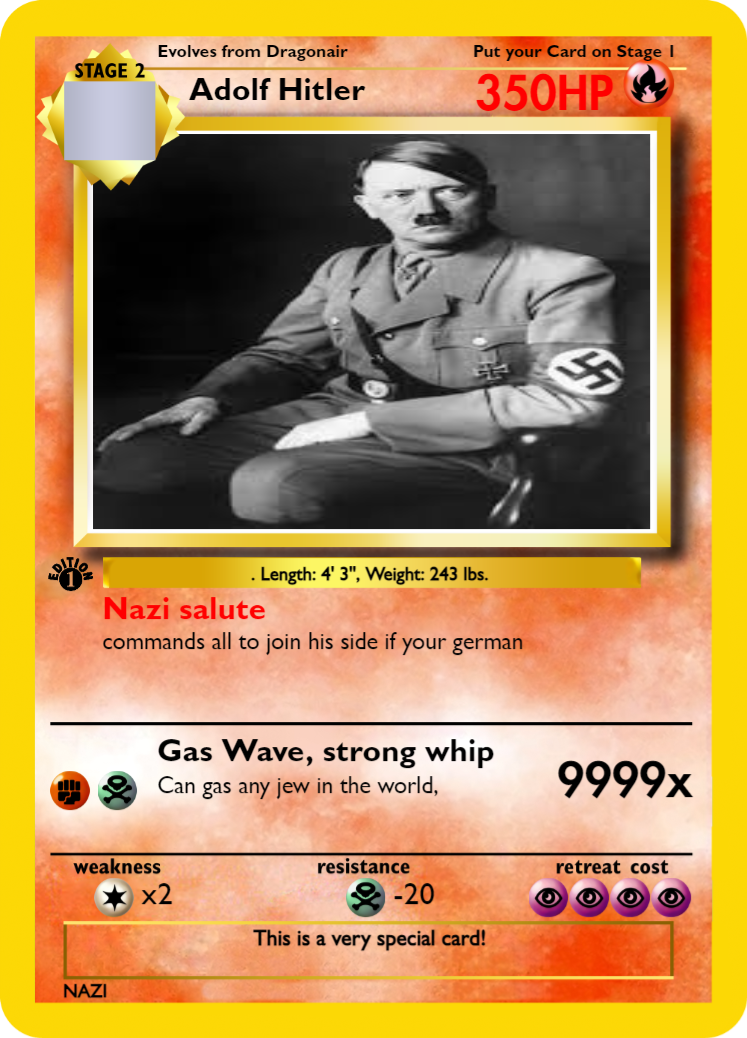 Evolves from Dragonair
Put your Card on Stage 1
STAGE 2
Adolf Hitler
350HP
EDITION
1
. Length: 4' 3", Weight: 243 lbs.
Nazi salute
commands all to join his side if your german
Gas Wave, strong whip
9999x
Can gas any jew in the world,
weakness
resistance
retreat cost
x2
-20
This is a very special card!
NAZI